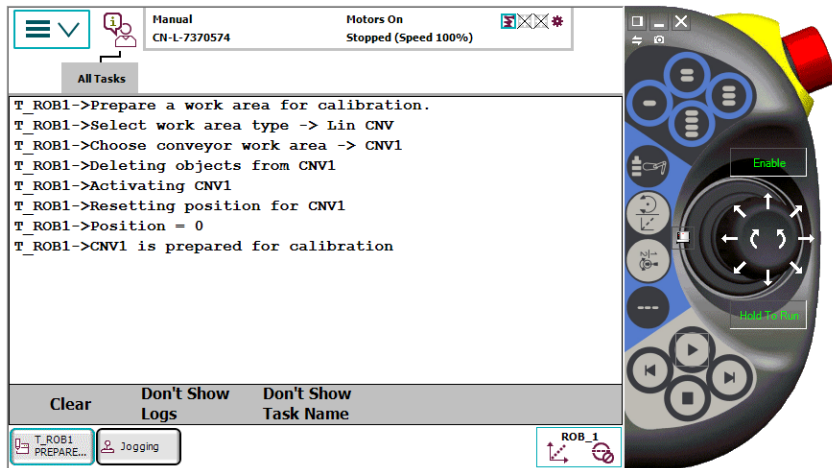 Manual
CN-L-7370574
Motors On
Stopped (Speed 100%)
All Tasks
T_ROB1->Prepare a work area for calibration.
T_ROB1->Select work area type -> Lin CNV
T_ROB1->Choose conveyor work area -> CNV1
T_ROB1->Deleting objects from CNV1
T_ROB1->Activating CNV1
T_ROB1->Resetting position for CNV1
T_ROB1->Position = 0
T_ROB1->CNV1 is prepared for calibration
Clear
Don't Show
Logs
Don't Show
Task Name
T_ROB1
PREPARE...
Jogging
ROB_1
Enable
Hold To Run